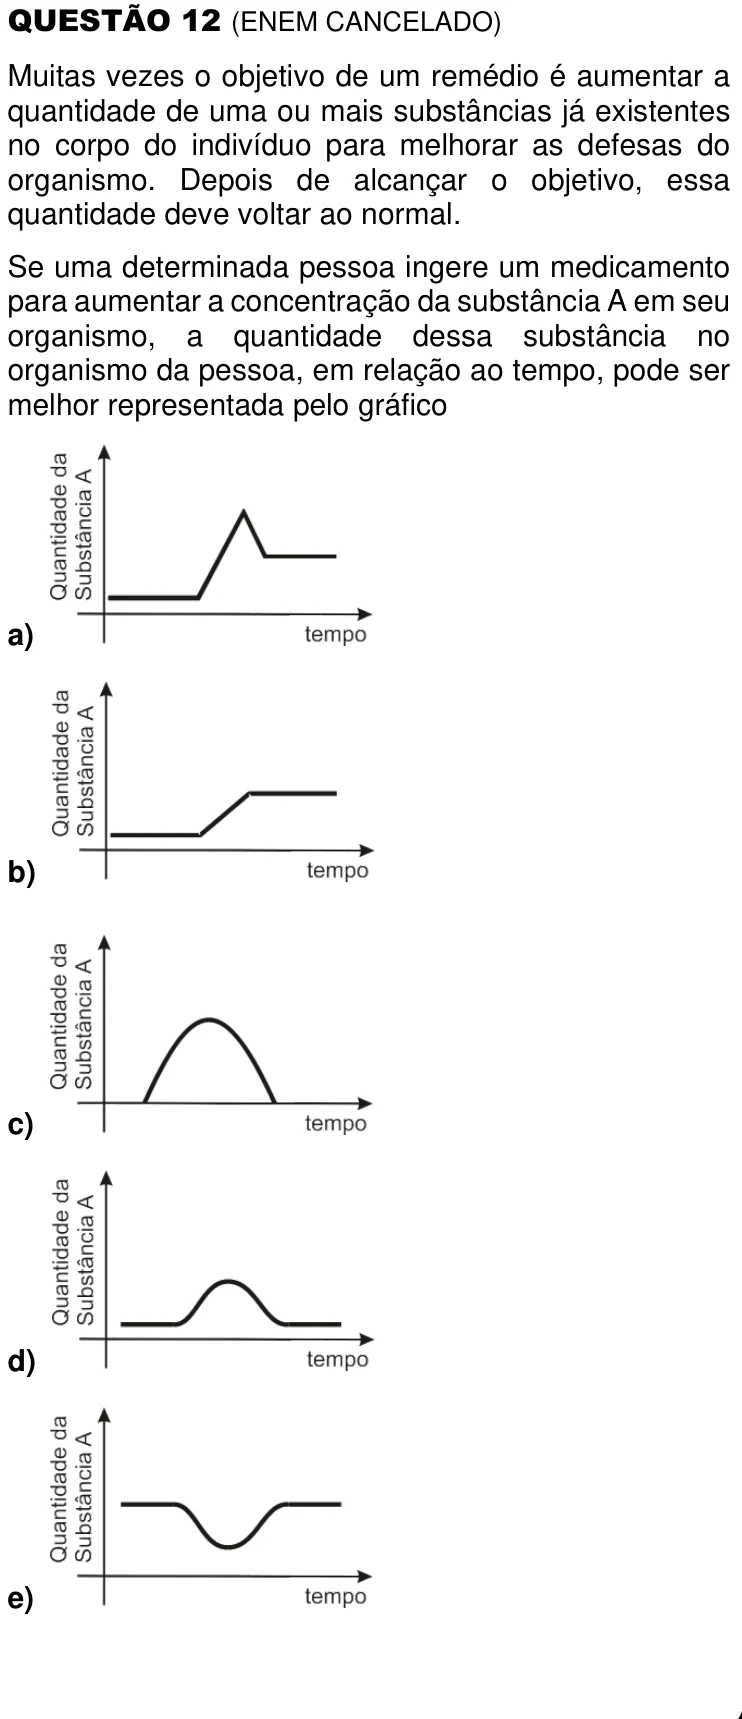 QUESTÃO 12 (ENEM CANCELADO)
Muitas vezes o objetivo de um remédio é aumentar a
quantidade de uma ou mais substâncias já existentes
no corpo do indivíduo para melhorar as defesas do
organismo. Depois de alcançar o objetivo, essa
quantidade deve voltar ao normal.
Se uma determinada pessoa ingere um medicamento
para aumentar a concentração da substância A em seu
organismo, a quantidade dessa substância no
organismo da pessoa, em relação ao tempo, pode ser
melhor representada pelo gráfico
Quantidade da
Substância A
tempo
a)
Quantidade da
Substância A
tempo
b)
Quantidade da
Substância A
tempo
c)
Quantidade da
Substância A
tempo
d)
Quantidade da
Substância A
tempo
e)